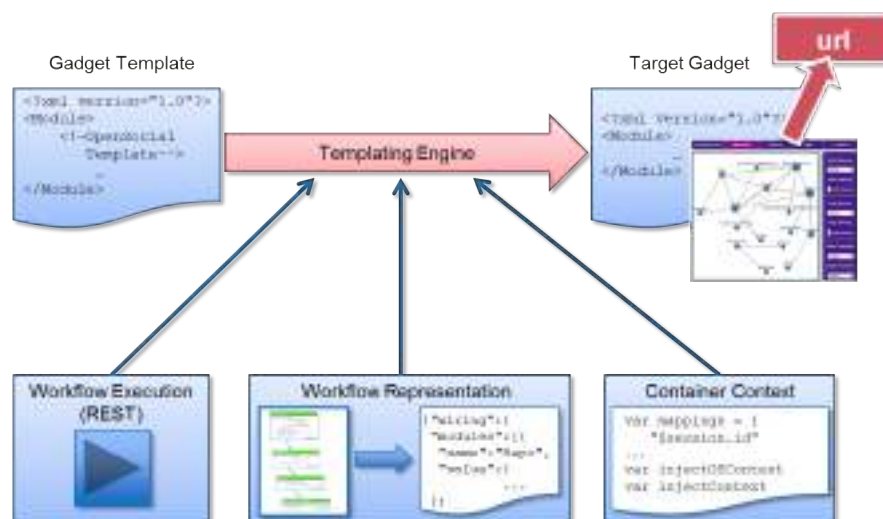 Gadget Template
Target Gadget
url
<?xml version="1.0"?>
<Module>
<!-OpenSocial
Template-->
…
</Module>
Templating Engine
<?xml version="1.0"?>
<Module>
…
</Module>
Workflow Execution
(REST)
Workflow Representation
{"wiring":{
"modules":[{
"name":
"value":{
...
}}
Container Context
var mappings = {
"$session.id"
...
var injectOEContext
var injectContext